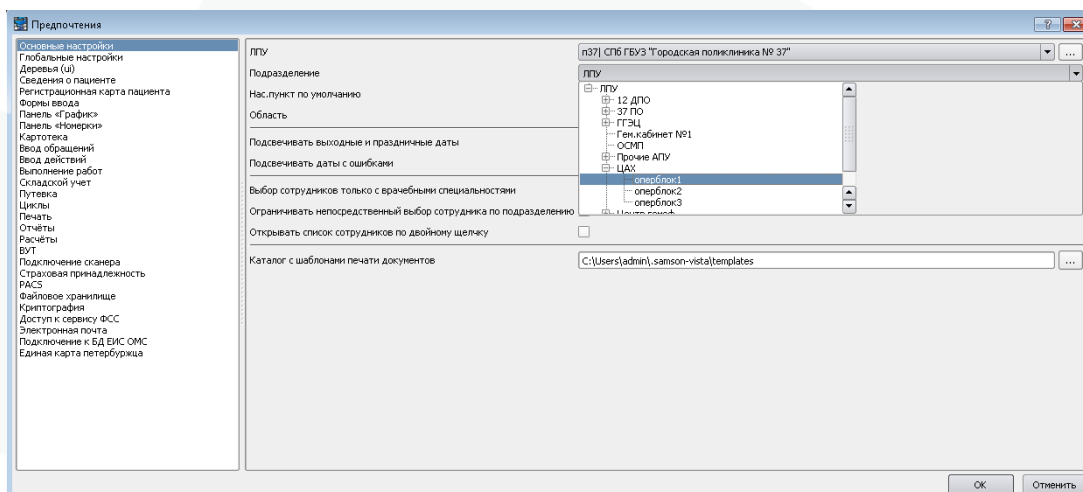 Предпочтения
Основные настройки
Глобальные настройки
Деревья (ui)
Сведения о пациенте
Регистрационная карта пациента
Формы ввода
Панель «График»
Панель «Номерки»
Картотека
Ввод обращений
Ввод действий
Выполнение работ
Складской учет
Путевка
Циклы
Печать
Отчёты
Расчёты
ВУТ
Подключение сканера
Страховая принадлежность
PACS
Файловое хранилище
Криптография
Доступ к сервису ФСС
Электронная почта
Подключение к БД ЕИС ОМС
Единая карта петербуржца
ЛПУ
п37| СПб ГБУЗ "Городская поликлиника № 37"
...
Подразделение
ЛПУ
Нас.пункт по умолчанию
Область
Подсвечивать выходные и праздничные даты
Подсвечивать даты с ошибками
Выбор сотрудников только с врачебными специальностями
Ограничивать непосредственный выбор сотрудника по подразделению
Открывать список сотрудников по двойному щелчку
Каталог с шаблонами печати документов
C:\Users\admin\.samson-vista\templates
...
ЛПУ
12 ДПО
37 ПО
ГГЭЦ
Гем.кабинет №1
ОСМП
Прочие АПУ
ЦАХ
оперблок1
оперблок2
оперблок3
OK
Отменить